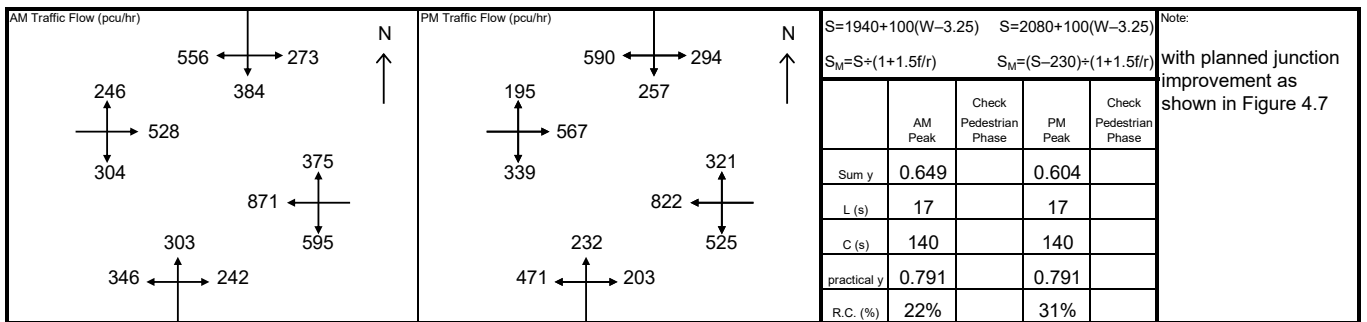 AM Traffic Flow (pcu/hr)
N
556
273
384
246
528
304
375
871
595
303
346
242
PM Traffic Flow (pcu/hr)
N
590
294
257
195
567
339
321
822
525
232
471
203
S=1940+100(W–3.25) S=2080+100(W–3.25)
S_M=S÷(1+1.5f/r) S_M=(S–230)÷(1+1.5f/r)
AM Peak
Check Pedestrian Phase
PM Peak
Check Pedestrian Phase
Sum y 0.649 0.604
L (s) 17 17
C (s) 140 140
practical y 0.791 0.791
R.C. (%) 22% 31%
Note:
with planned junction
improvement as
shown in Figure 4.7